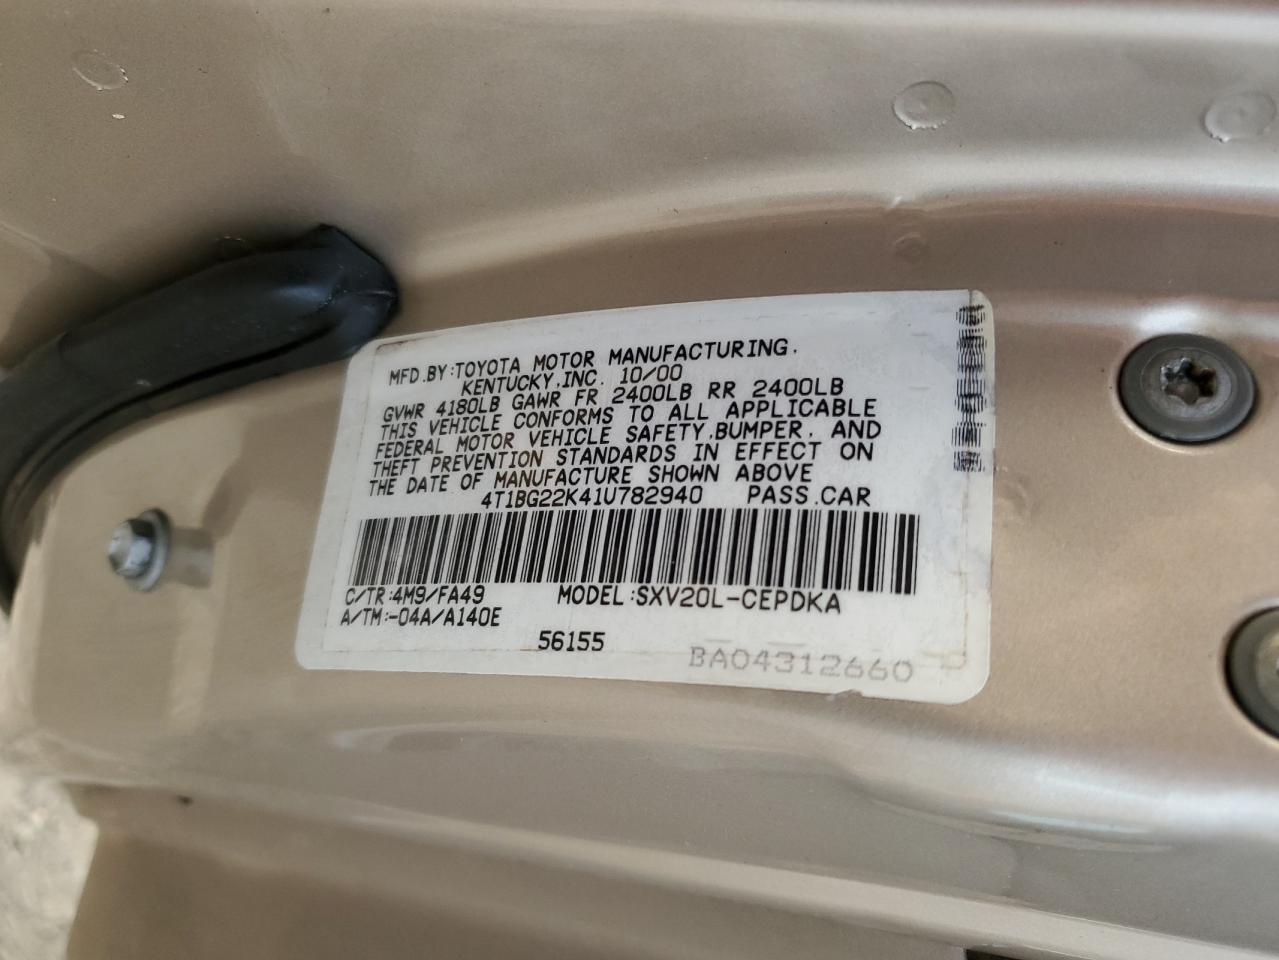 MFD.BY:TOYOTA MOTOR MANUFACTURING.
KENTUCKY,INC. 10/00
GVWR 4180LB GAWR FR 2400LB RR 2400LB
THIS VEHICLE CONFORMS TO ALL APPLICABLE
FEDERAL MOTOR VEHICLE SAFETY,BUMPER, AND
THEFT PREVENTION STANDARDS IN EFFECT ON
THE DATE OF MANUFACTURE SHOWN ABOVE
4T1BG22K41U782940 PASS.CAR
C/TR:4M9/FA49 MODEL:SXV20L-CEPDKA
A/TM:-04A/A140E
56155
BA04312660